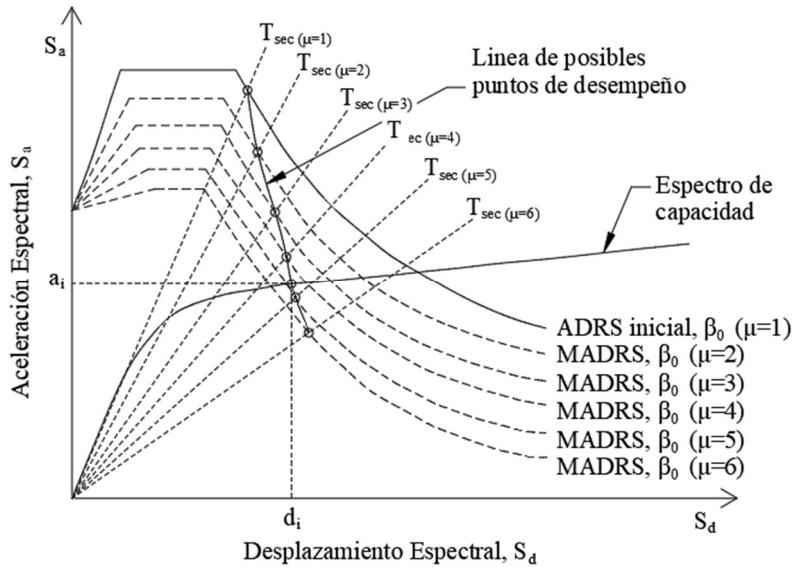 Sa
Aceleración Espectral, Sa
ai
Tsec (μ=1)
Tsec (μ=2)
Tsec (μ=3)
T ec (μ=4)
Tsec (μ=5)
Tsec (μ=6)
Linea de posibles
puntos de desempeño
Espectro de
capacidad
ADRS inicial, β0 (μ=1)
MADRS, β0 (μ=2)
MADRS, β0 (μ=3)
MADRS, β0 (μ=4)
MADRS, β0 (μ=5)
MADRS, β0 (μ=6)
di
Sd
Desplazamiento Espectral, Sd